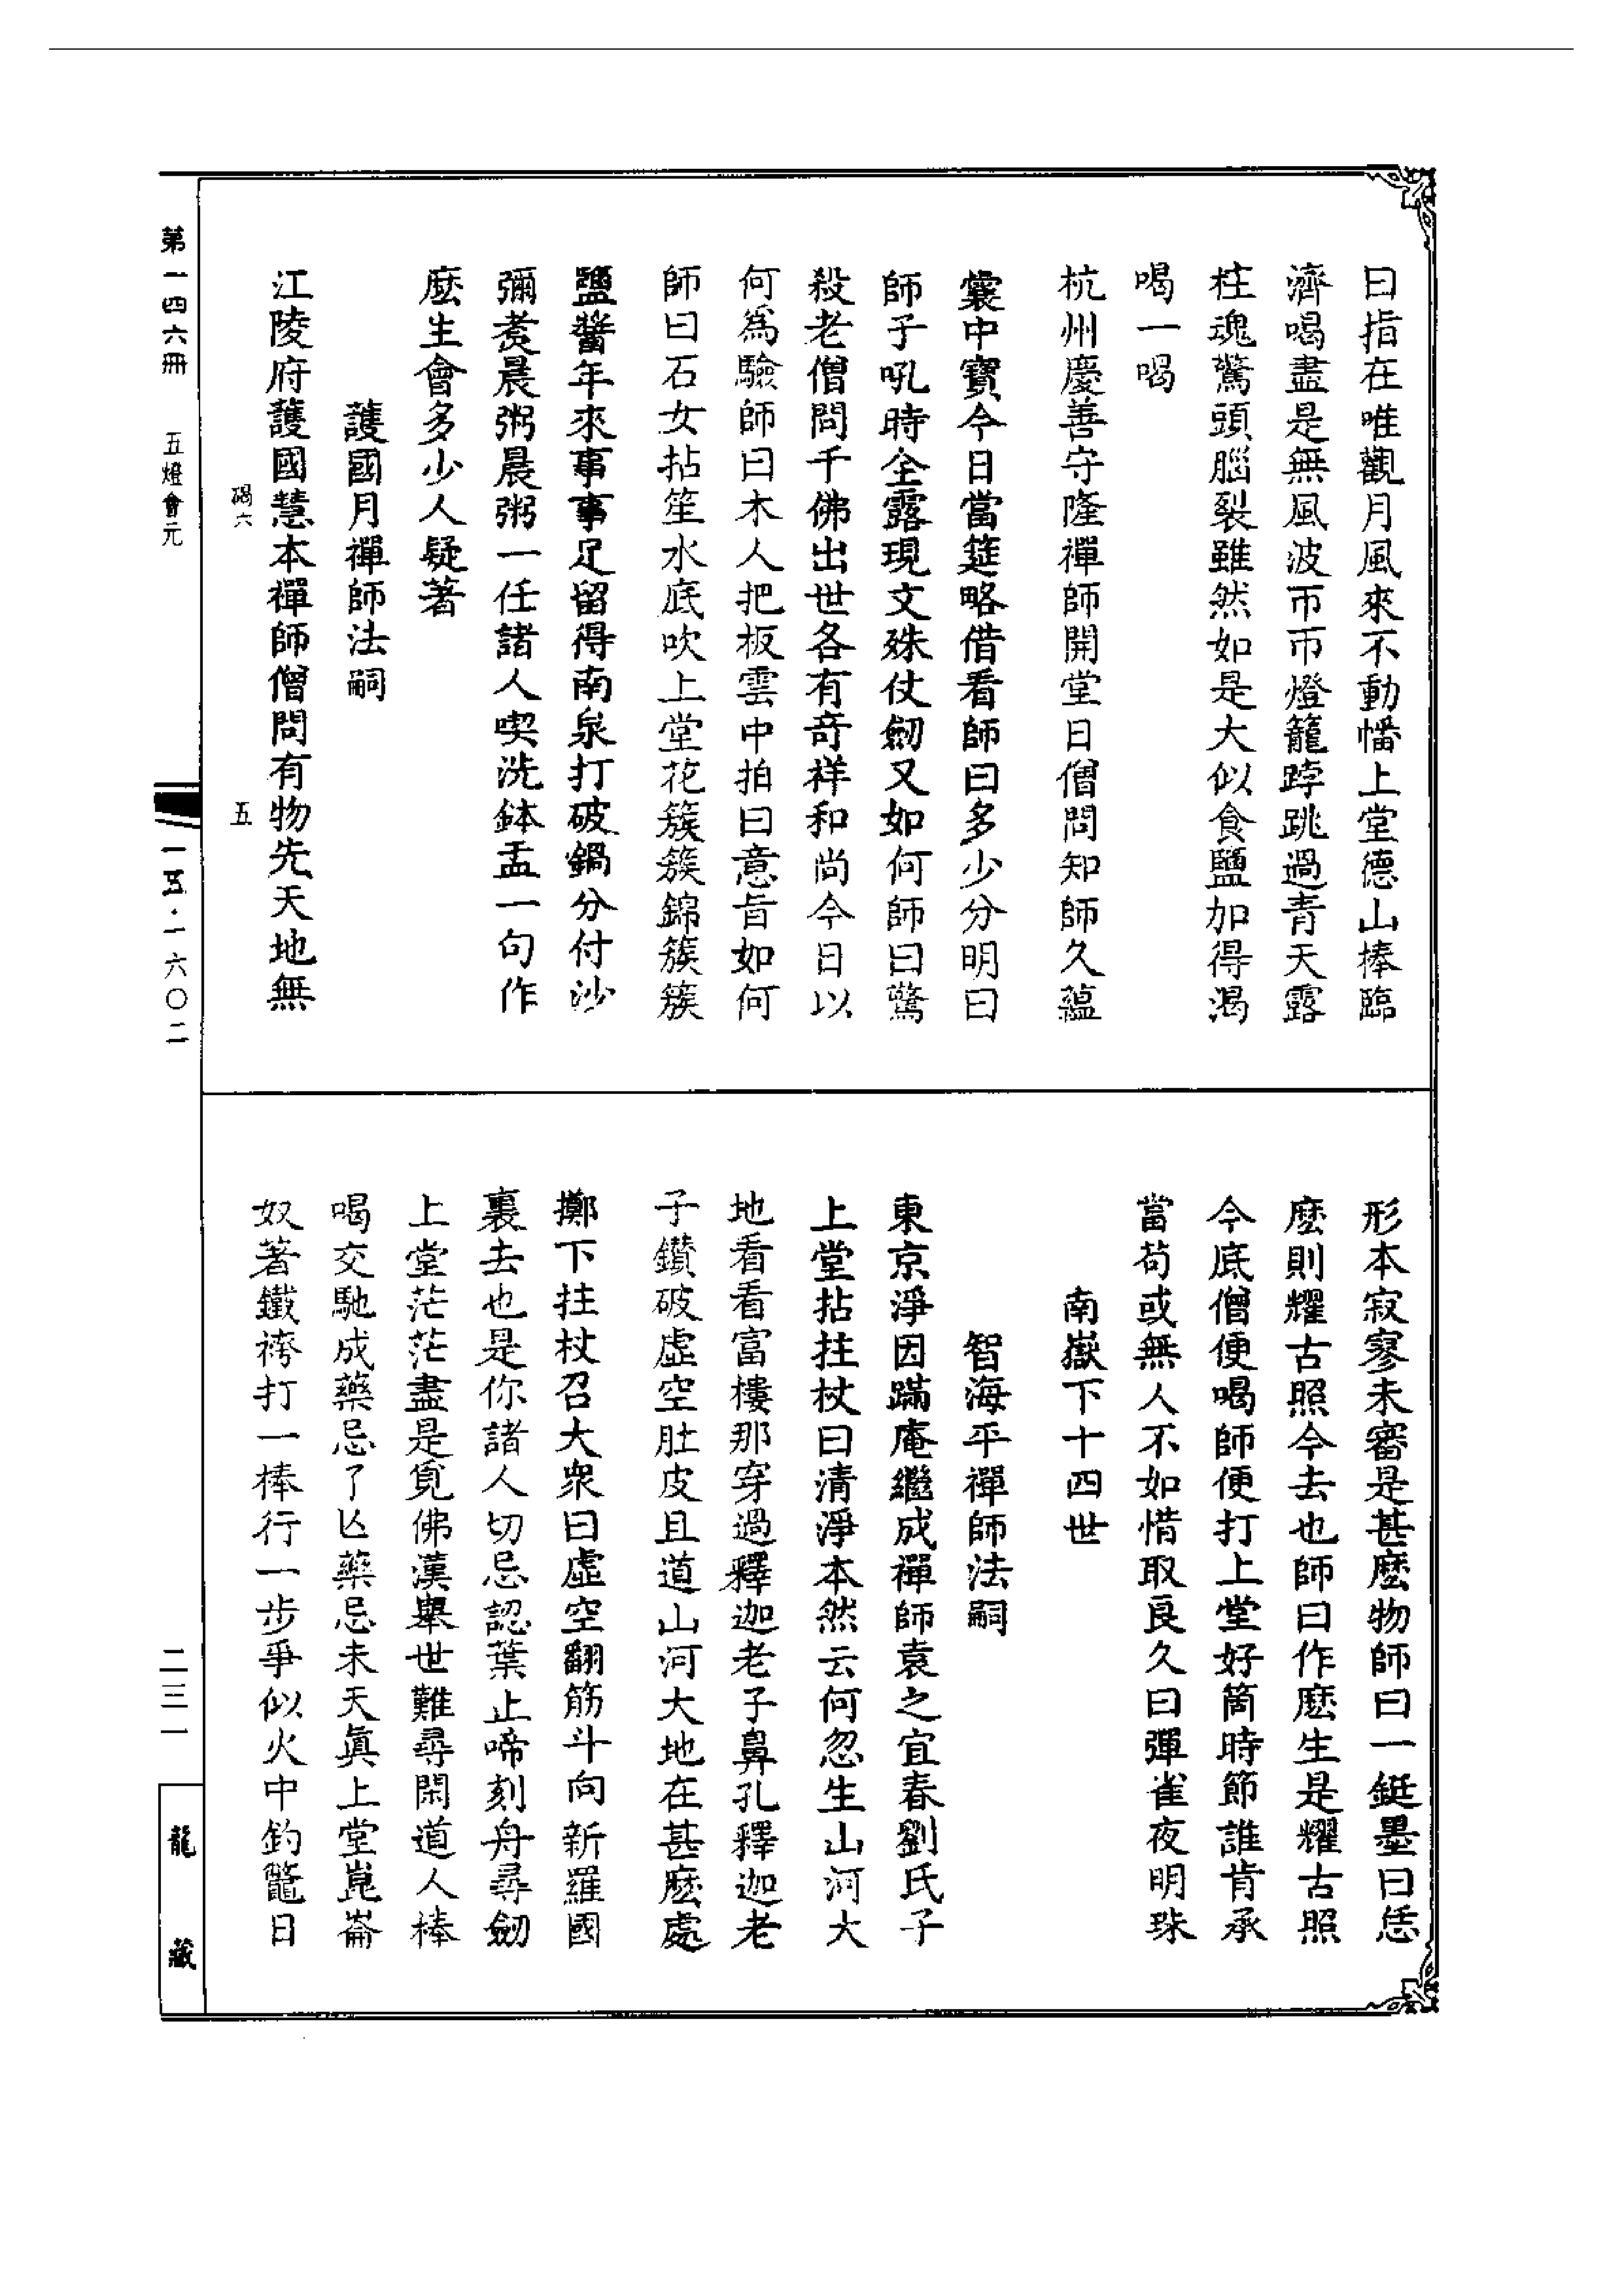 曰指在唯觀月風來不動幡上堂德山棒臨
濟喝盡是無風波帀帀燈籠𨁝跳過青天露
柱魂驚頭腦裂雖然如是大似食鹽加得渴
喝一喝
杭州慶善守隆禪師開堂日僧問知師久蘊
囊中寶今日當筵略借看師曰多少分明曰
師子吼時全露現文殊仗劒又如何師曰驚
殺老僧問千佛出世各有奇祥和尚今日以
何為驗師曰木人把板雲中拍曰意旨如何
師曰石女拈笙水底吹上堂花簇簇錦簇簇
鹽醬年來事事足留得南泉打破鍋分付沙
彌煑晨粥晨粥一任諸人喫洗鉢盂一句作
麼生會多少人疑著
護國月禪師法嗣
江陵府護國慧本禪師僧問有物先天地無
形本寂寥未審是甚麼物師曰一鋌墨曰恁
麼則耀古照今去也師曰作麼生是耀古照
今底僧便喝師便打上堂好箇時節誰肯承
當苟或無人不如惜取良久曰彈雀夜明珠
南嶽下十四世
智海平禪師法嗣
東京淨因蹣庵繼成禪師袁之宜春劉氏子
上堂拈拄杖曰清淨本然云何忽生山河大
地看看富樓那穿過釋迦老子鼻孔釋迦老
子鑽破虛空肚皮且道山河大地在甚麼處
擲下拄杖召大衆曰虛空翻筋斗向新羅國
裏去也是你諸人切忌認葉止啼刻舟尋劒
上堂茫茫盡是覓佛漢舉世難尋閑道人棒
喝交馳成藥忌了亾藥忌未天真上堂崑崙
奴著鐵袴打一棒行一步爭似火中釣鼈日
第一四六冊 五燈會元
碣六 五
一五·一六〇二
二三一
龍藏